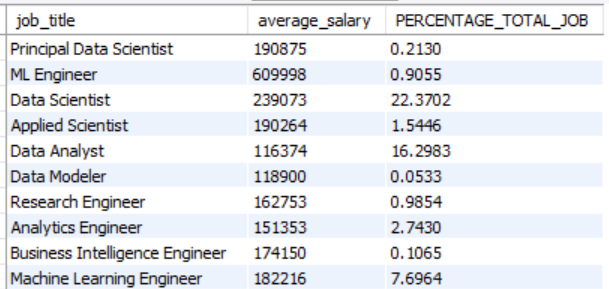 job_title average_salary PERCENTAGE_TOTAL_JOB
Principal Data Scientist 190875 0.2130
ML Engineer 609998 0.9055
Data Scientist 239073 22.3702
Applied Scientist 190264 1.5446
Data Analyst 116374 16.2983
Data Modeler 118900 0.0533
Research Engineer 162753 0.9854
Analytics Engineer 151353 2.7430
Business Intelligence Engineer 174150 0.1065
Machine Learning Engineer 182216 7.6964